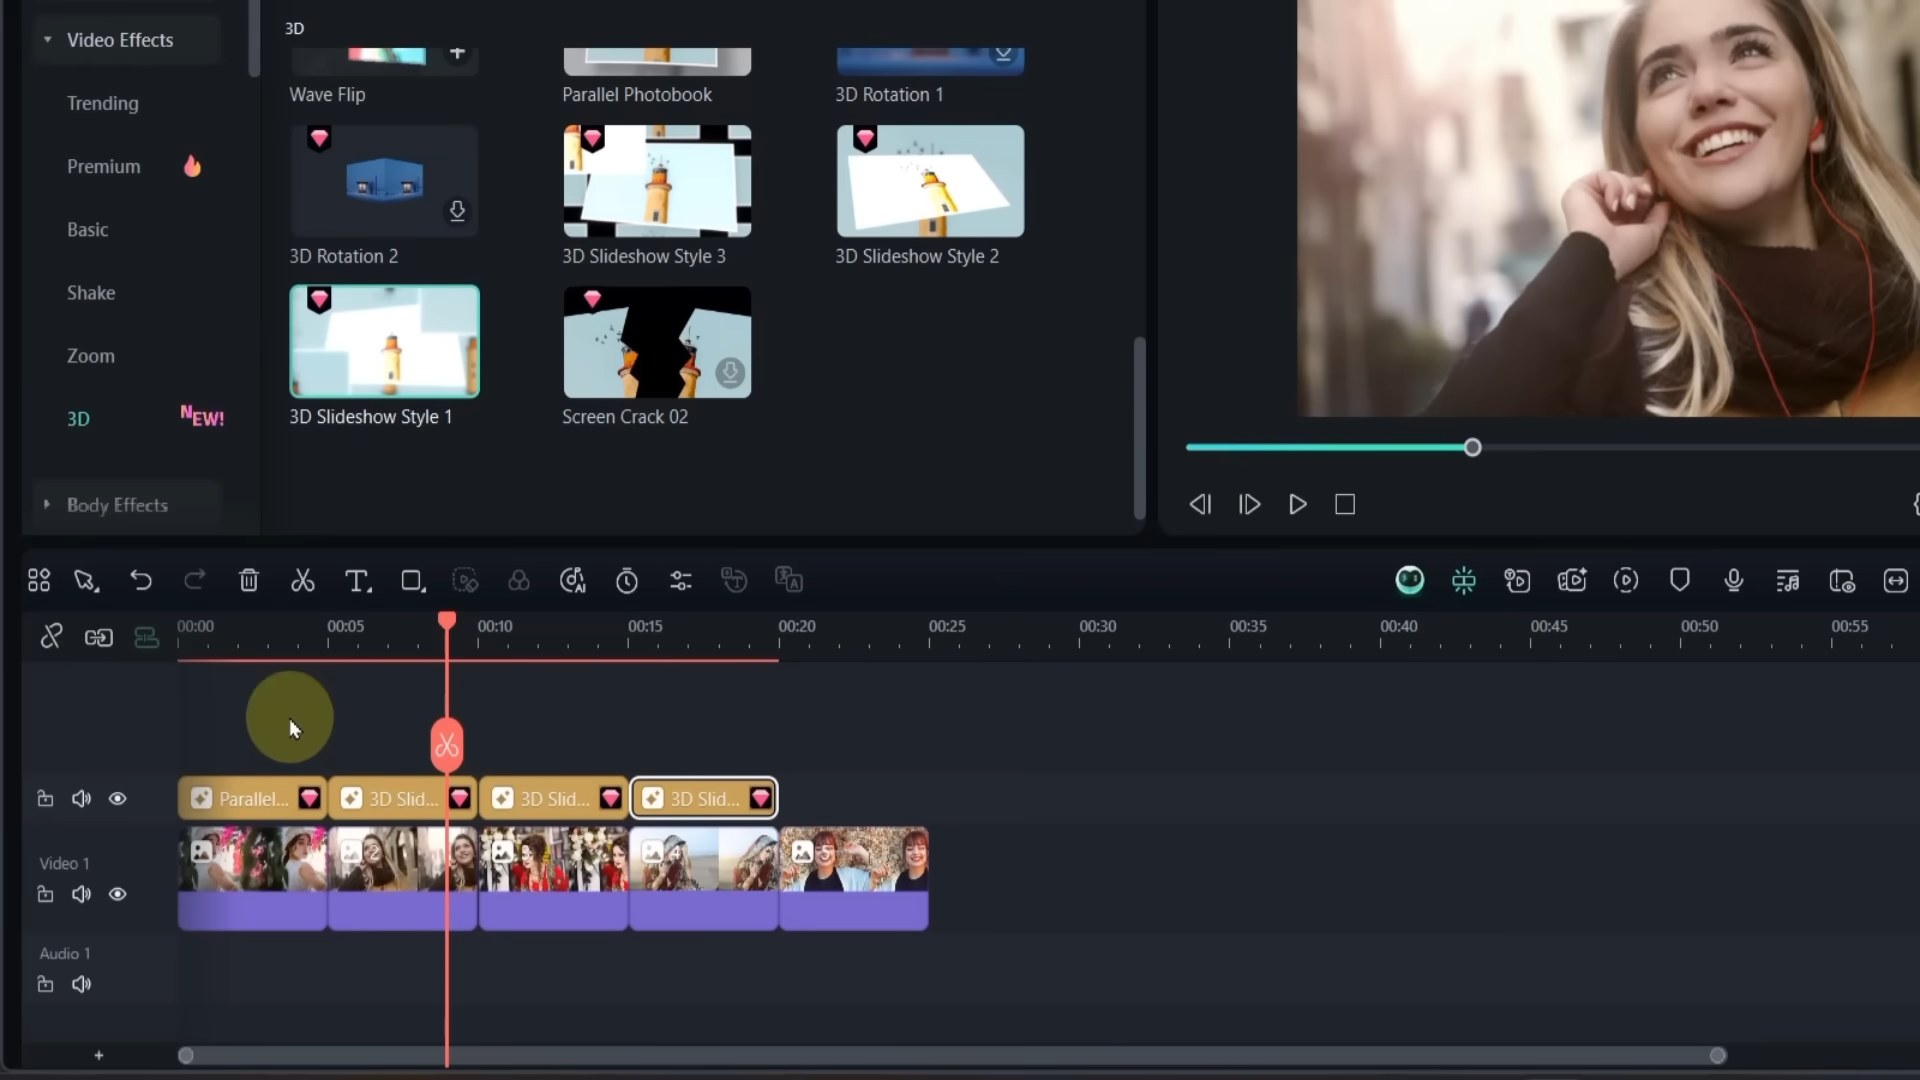 Video Effects
Trending
Premium
Basic
Shake
Zoom
3D
NEW!
Body Effects
3D
Wave Flip
Parallel Photobook
3D Rotation 1
3D Rotation 2
3D Slideshow Style 3
3D Slideshow Style 2
3D Slideshow Style 1
Screen Crack 02
00:00
00:05
00:10
00:15
00:20
00:25
00:30
00:35
00:40
00:45
00:50
00:55
Parallel...
3D Slid...
3D Slid...
3D Slid...
Video 1
2
4
Audio 1